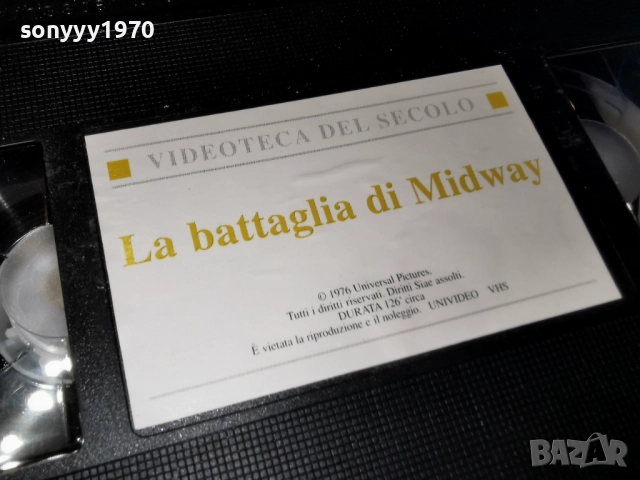 sonyyy1970
VIDEOTECA DEL SECOLO
La battaglia di Midway
© 1976 Universal Pictures.
Tutti i diritti riservati. Diritti Siae assolti.
DURATA 126' circa
È vietata la riproduzione e il noleggio. UNIVIDEO VHS
BAZAR